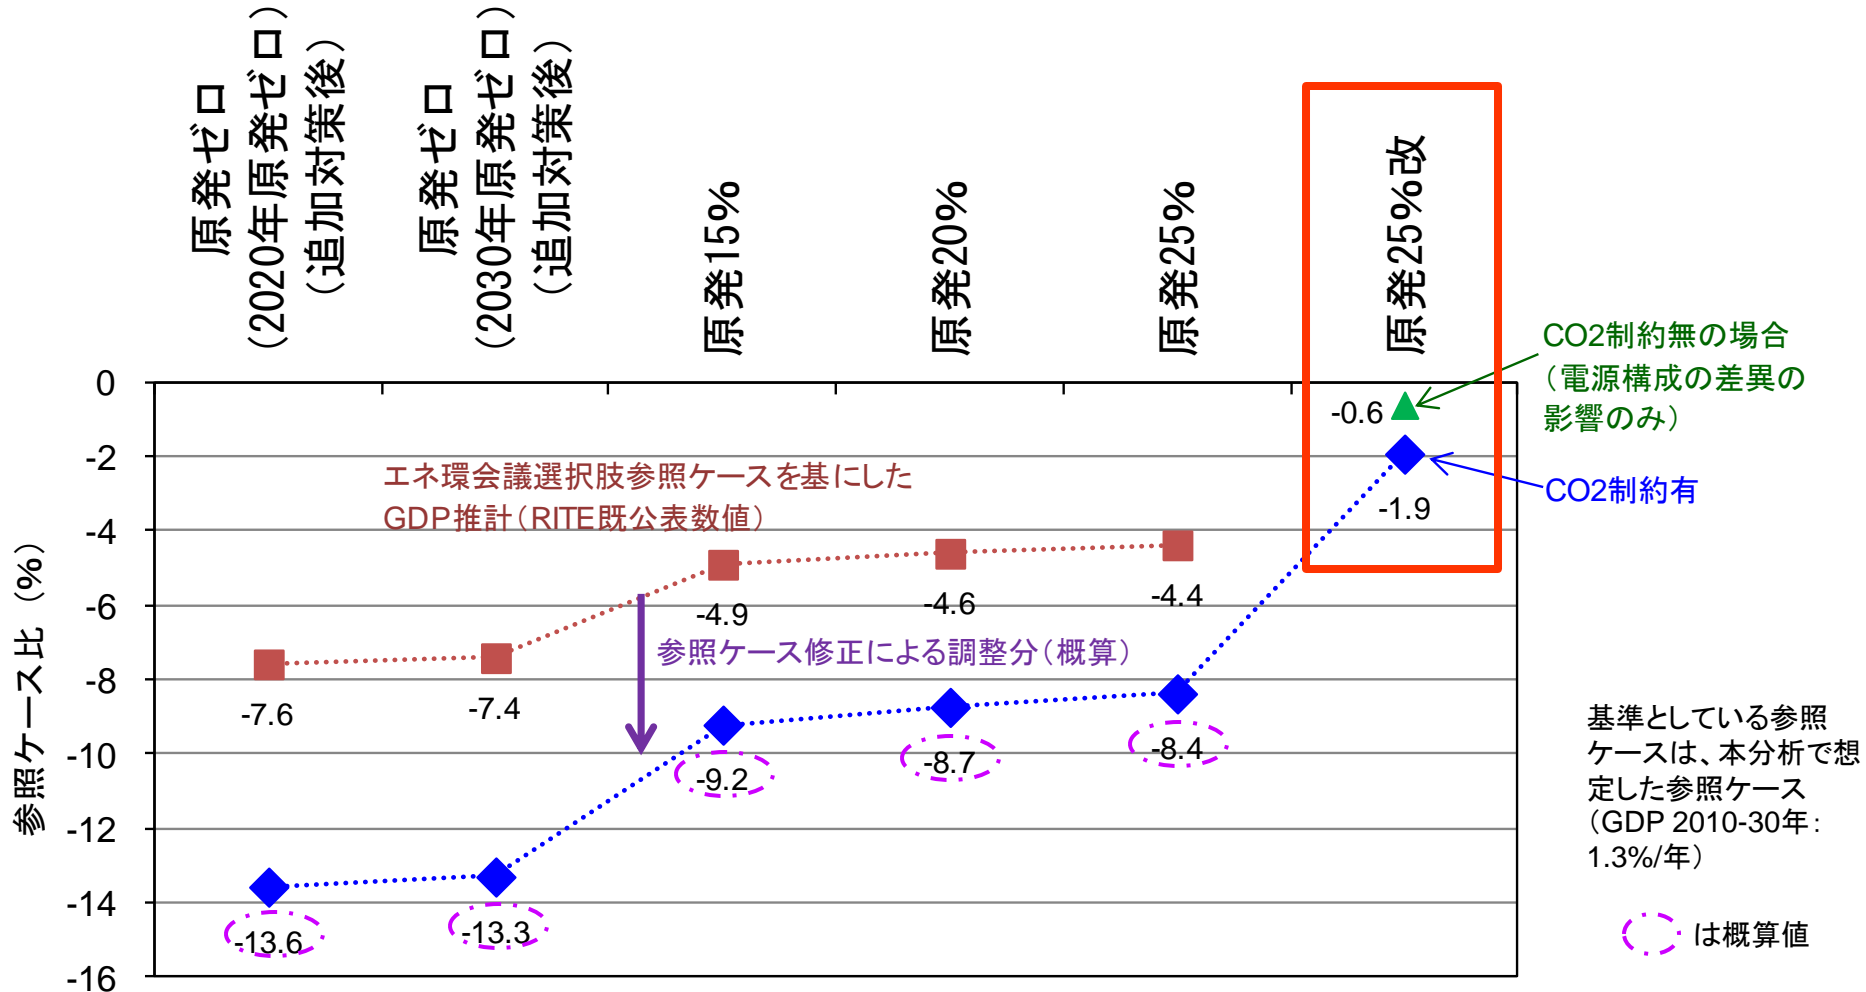 原発ゼロ
（2020年原発ゼロ）
（追加対策後）
原発ゼロ
（2030年原発ゼロ）
（追加対策後）
原発15%
原発20%
原発25%
原発25%改
参照ケース比（%）
0
-2
-4
-6
-8
-10
-12
-14
-16
エネ環会議選択肢参照ケースを基にした
GDP推計（RITE既公表数値）
参照ケース修正による調整分（概算）
-7.6
-7.4
-4.9
-4.6
-4.4
-13.6
-13.3
-9.2
-8.7
-8.4
-0.6
-1.9
CO2制約無の場合
（電源構成の差異の
影響のみ）
CO2制約有
基準としている参照
ケースは、本分析で想
定した参照ケース
（GDP 2010-30年：
1.3%/年）
は概算値